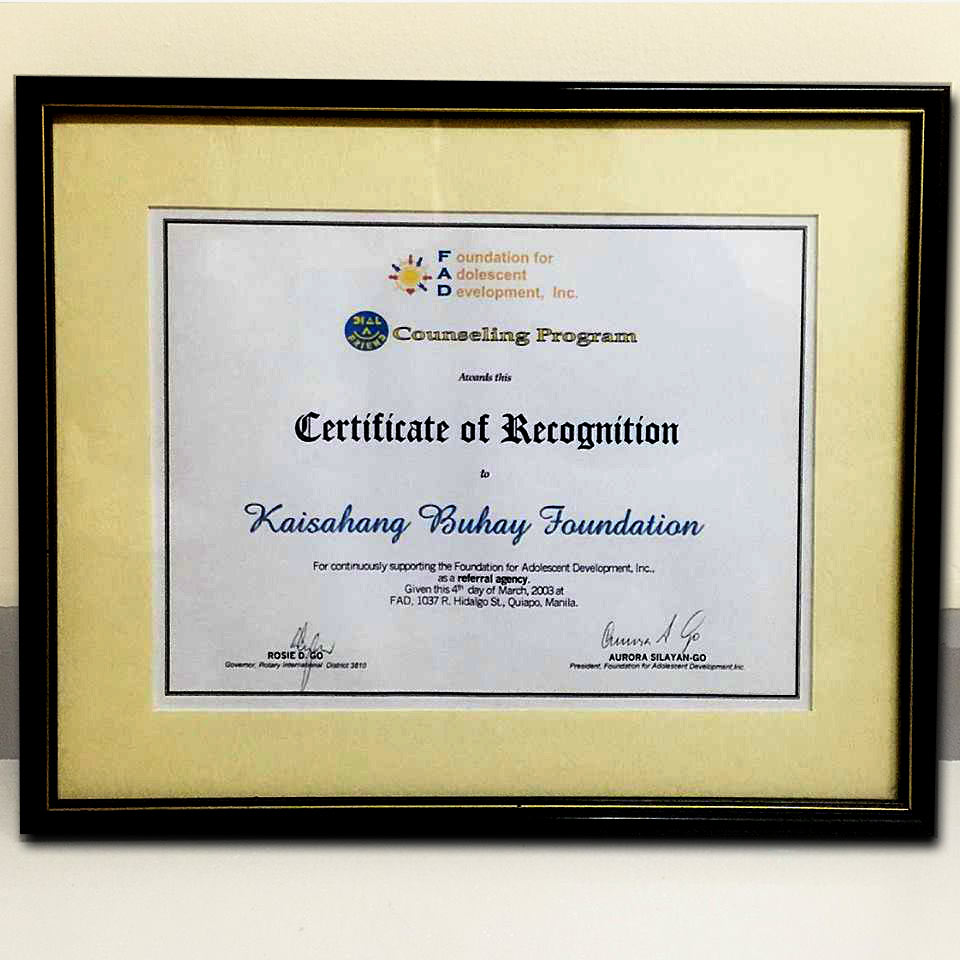 Foundation for
Adolescent
Development, Inc.
DIAL A FRIEND Counseling Program
Awards this
Certificate of Recognition
to
Kaisahang Buhay Foundation
For continuously supporting the Foundation for Adolescent Development, Inc.,
as a referral agency.
Given this 4th day of March, 2003 at
FAD, 1037 R. Hidalgo St., Quiapo, Manila.
ROSIE D. GO
Governor, Rotary International District 3810
Aurora S Go
AURORA SILAYAN-GO
President, Foundation for Adolescent Development,Inc.